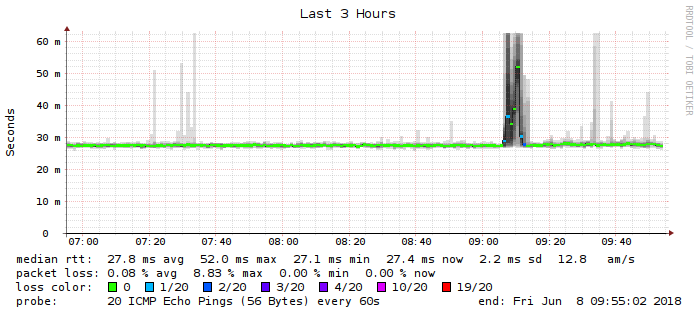 Last 3 Hours
RRDTOOL / TOBI OETIKER
Seconds
60 m
50 m
40 m
30 m
20 m
10 m
0
07:00 07:20 07:40 08:00 08:20 08:40 09:00 09:20 09:40
median rtt: 27.8 ms avg 52.0 ms max 27.1 ms min 27.4 ms now 2.2 ms sd 12.8 am/s
packet loss: 0.08 % avg 8.83 % max 0.00 % min 0.00 % now
loss color: 0 1/20 2/20 3/20 4/20 10/20 19/20
probe: 20 ICMP Echo Pings (56 Bytes) every 60s end: Fri Jun 8 09:55:02 2018